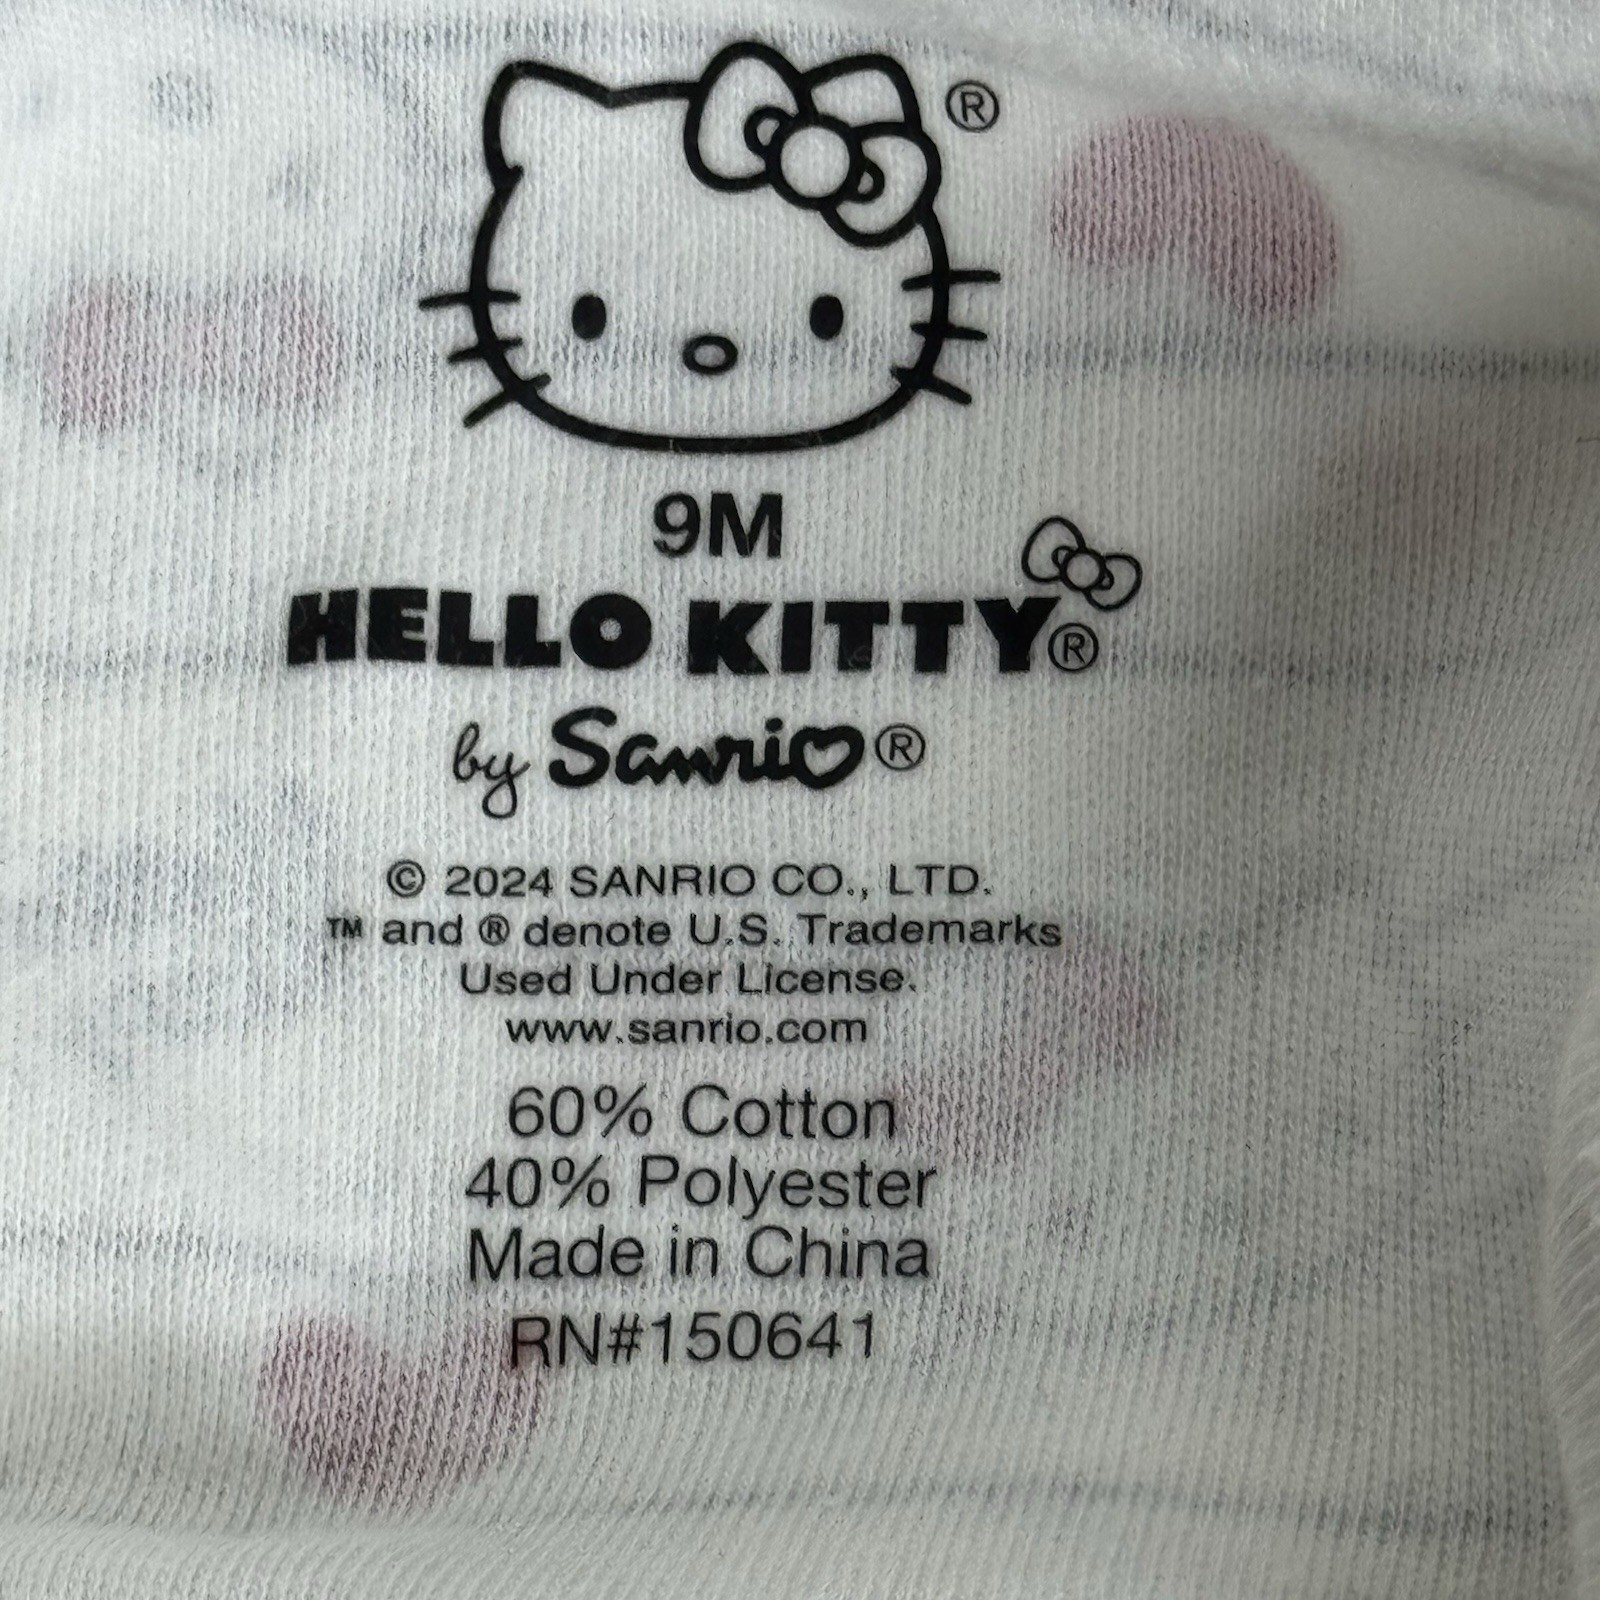 ®
9M
HELLO KITTY®
by Sanrio®
© 2024 SANRIO CO., LTD.
™ and ® denote U.S. Trademarks
Used Under License.
www.sanrio.com
60% Cotton
40% Polyester
Made in China
RN#150641